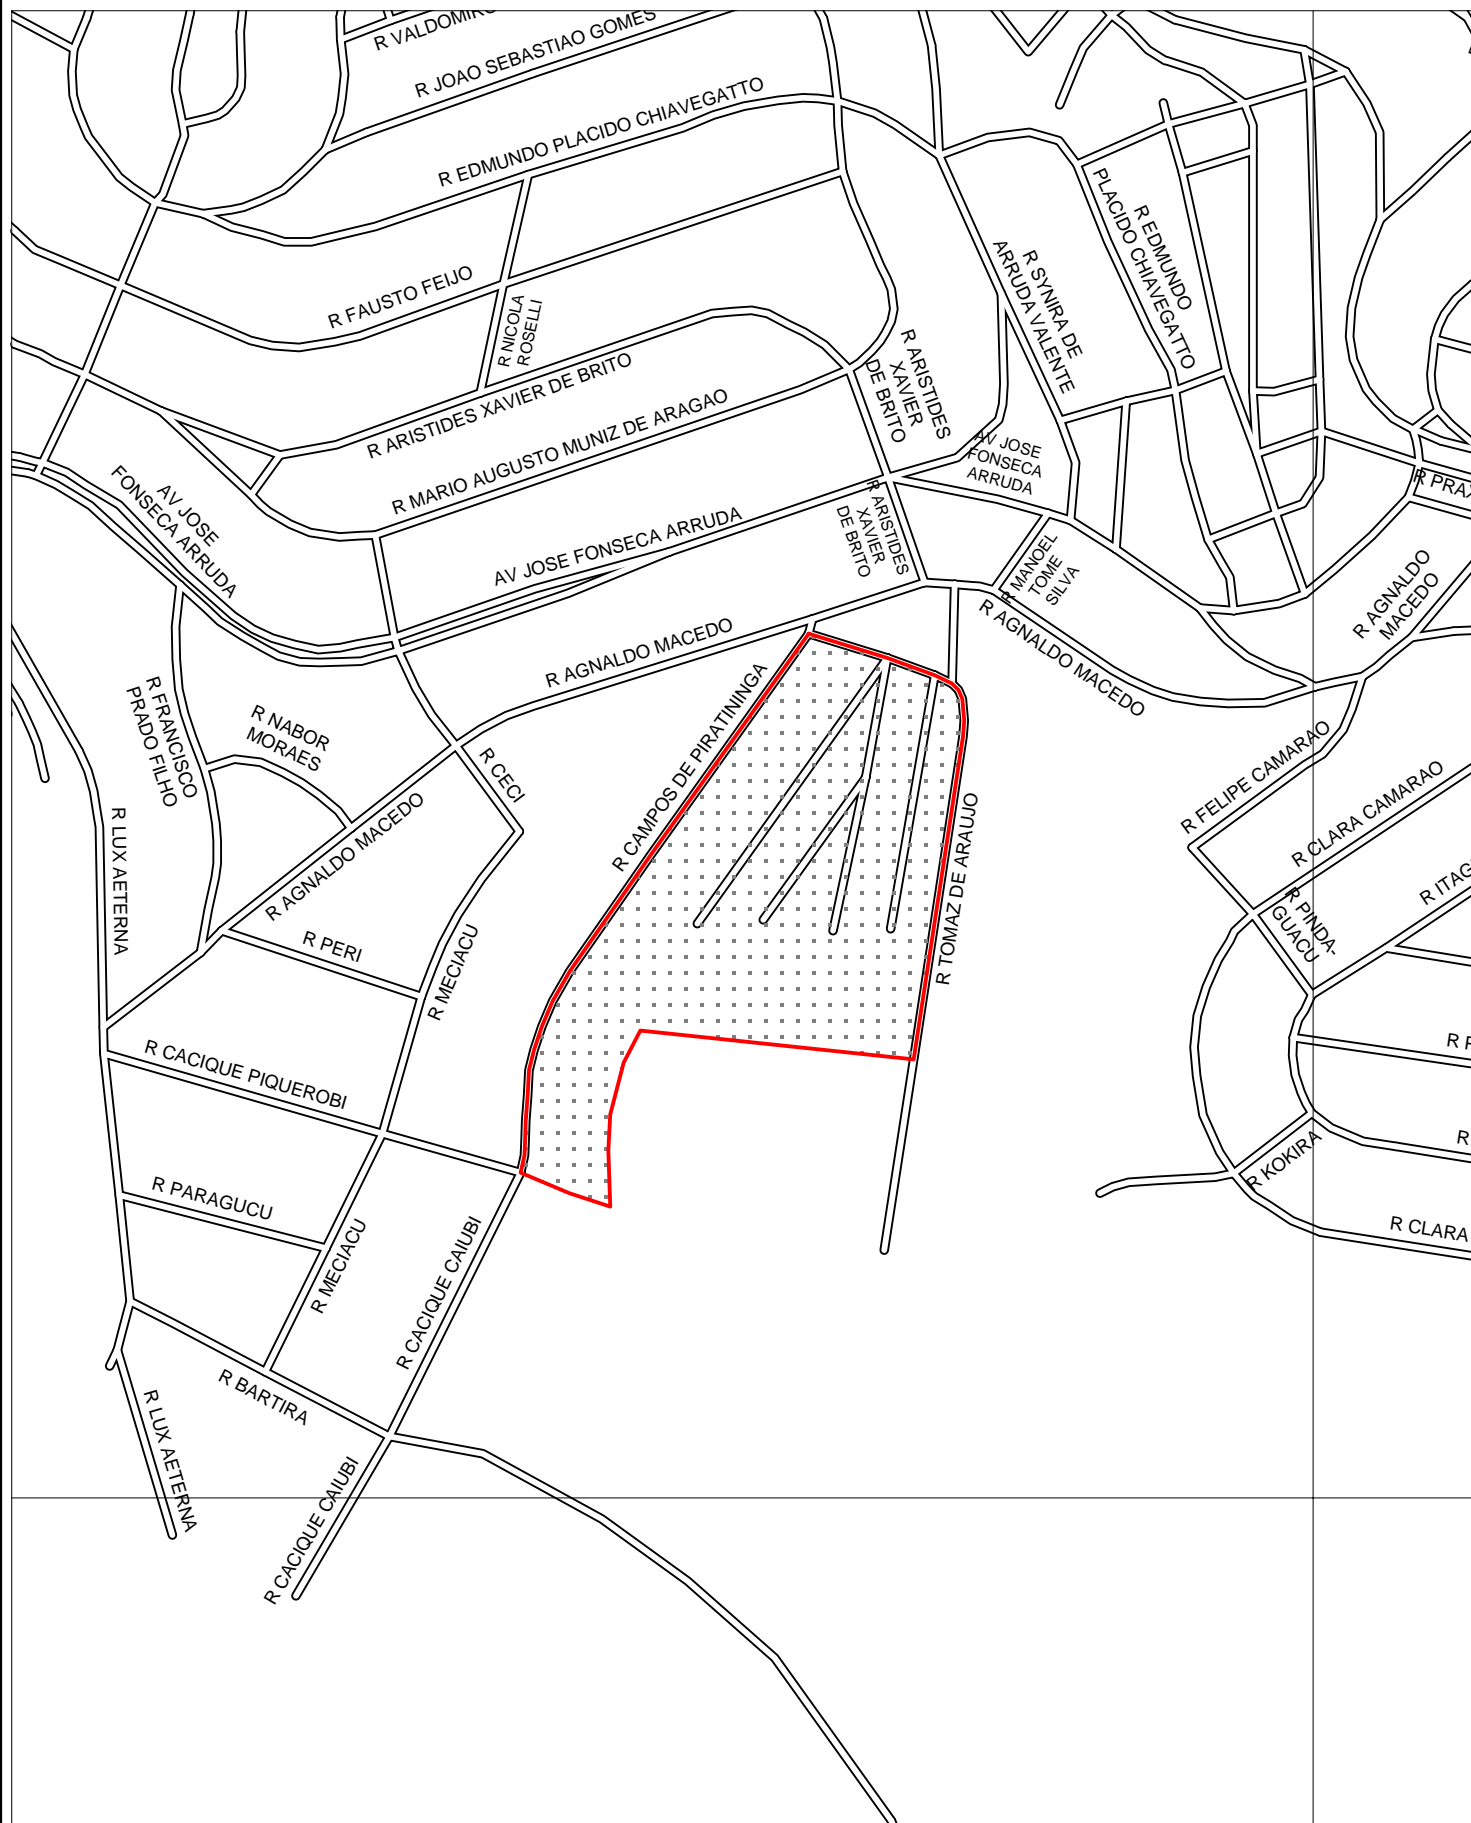 R VALDOMIRO
R JOAO SEBASTIAO GOMES
R EDMUNDO PLACIDO CHIAVEGATTO
R EDMUNDO
PLACIDO CHIAVEGATTO
R SYNIRA DE
ARRUDA VALENTE
R FAUSTO FEIJO
R NICOLA
ROSELLI
R ARISTIDES XAVIER DE BRITO
R ARISTIDES
XAVIER
DE BRITO
R MARIO AUGUSTO MUNIZ DE ARAGAO
AV JOSE
FONSECA
ARRUDA
AV JOSE
FONSECA ARRUDA
AV JOSE FONSECA ARRUDA
R ARISTIDES
XAVIER
DE BRITO
R PRAX
R MANOEL
TOME
SILVA
R AGNALDO
MACEDO
R AGNALDO MACEDO
R AGNALDO MACEDO
R FRANCISCO
PRADO FILHO
R NABOR
MORAES
R CECI
R CAMPOS DE PIRATININGA
R FELIPE CAMARAO
R CLARA CAMARAO
R LUX AETERNA
R AGNALDO MACEDO
R TOMAZ DE ARAUJO
R ITAG
R PINDA-
GUACU
R PERI
R MECIACU
R CACIQUE PIQUEROBI
R
R
R KOKIRA
R PARAGUCU
R MECIACU
R CACIQUE CAIUBI
R CLARA
R BARTIRA
R LUX AETERNA
R CACIQUE CAIUBI